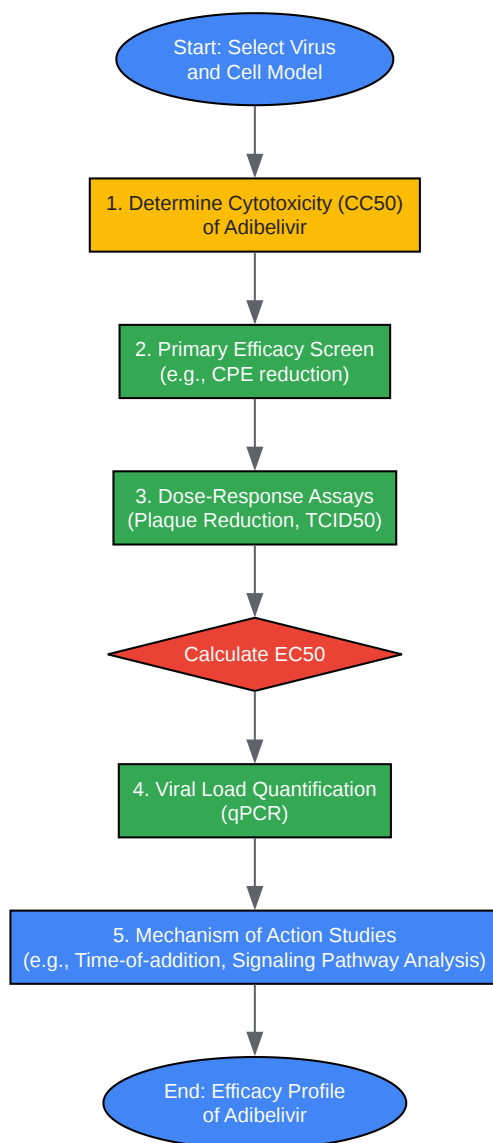 Start: Select Virus
and Cell Model
1. Determine Cytotoxicity (CC50)
of Adibelivir
2. Primary Efficacy Screen
(e.g., CPE reduction)
3. Dose-Response Assays
(Plaque Reduction, TCID50)
Calculate EC50
4. Viral Load Quantification
(qPCR)
5. Mechanism of Action Studies
(e.g., Time-of-addition, Signaling Pathway Analysis)
End: Efficacy Profile
of Adibelivir